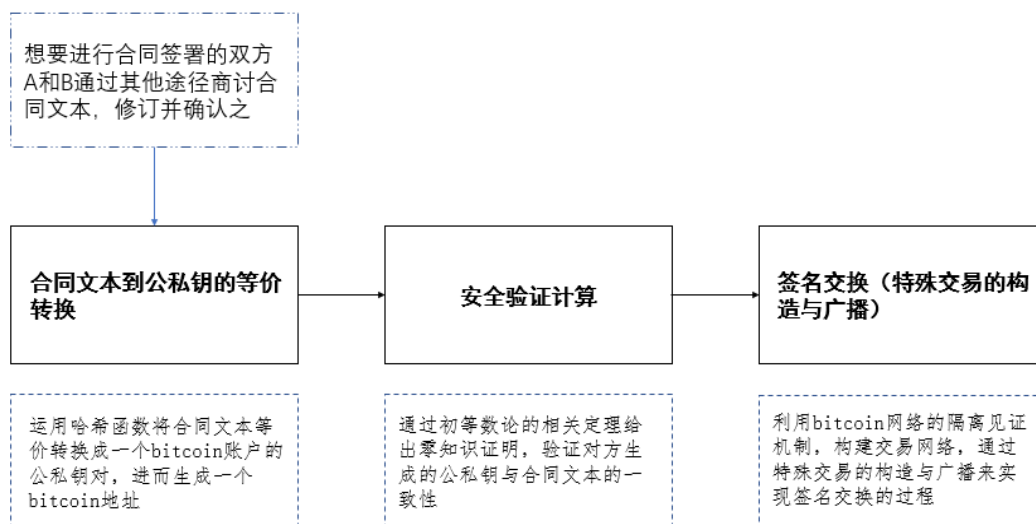 想要进行合同签署的双方
A和B通过其他途径商讨合
同文本，修订并确认之
合同文本到公私钥的等价
转换
安全验证计算
签名交换（特殊交易的构
造与广播）
运用哈希函数将合同文本等
价转换成一个bitcoin账户的
公私钥对，进而生成一个
bitcoin地址
通过初等数论的相关定理给
出零知识证明，验证对方生
成的公私钥与合同文本的一
致性
利用bitcoin网络的隔离见证
机制，构建交易网络，通过
特殊交易的构造与广播来实
现签名交换的过程